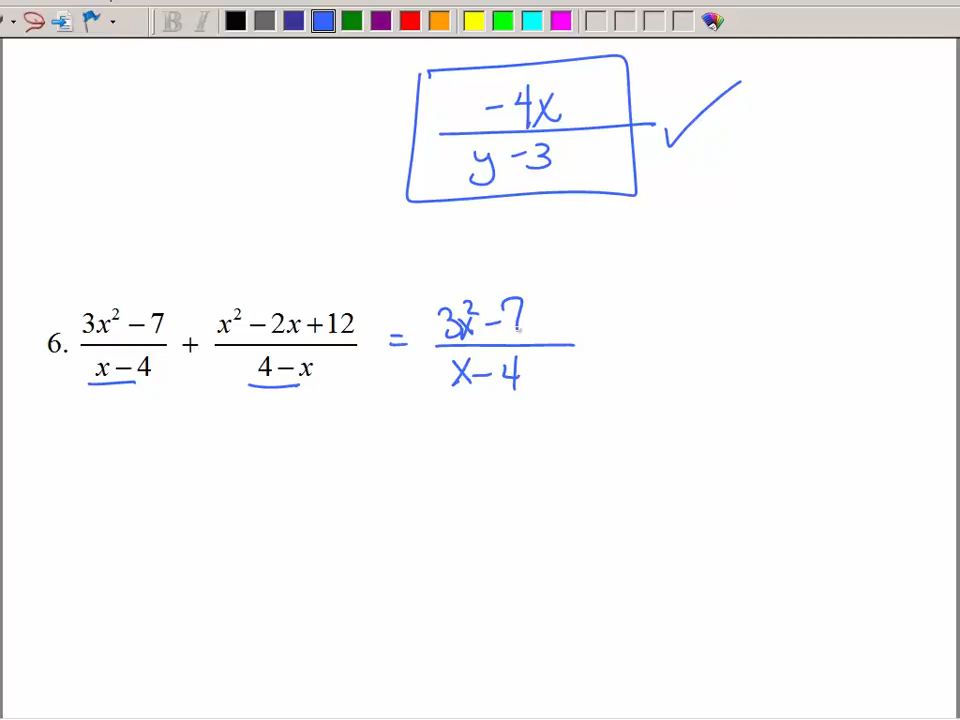 B I
-4x
y-3
6. 3x² - 7 / x - 4 + x² - 2x + 12 / 4 - x = 3x² - 7 / x - 4